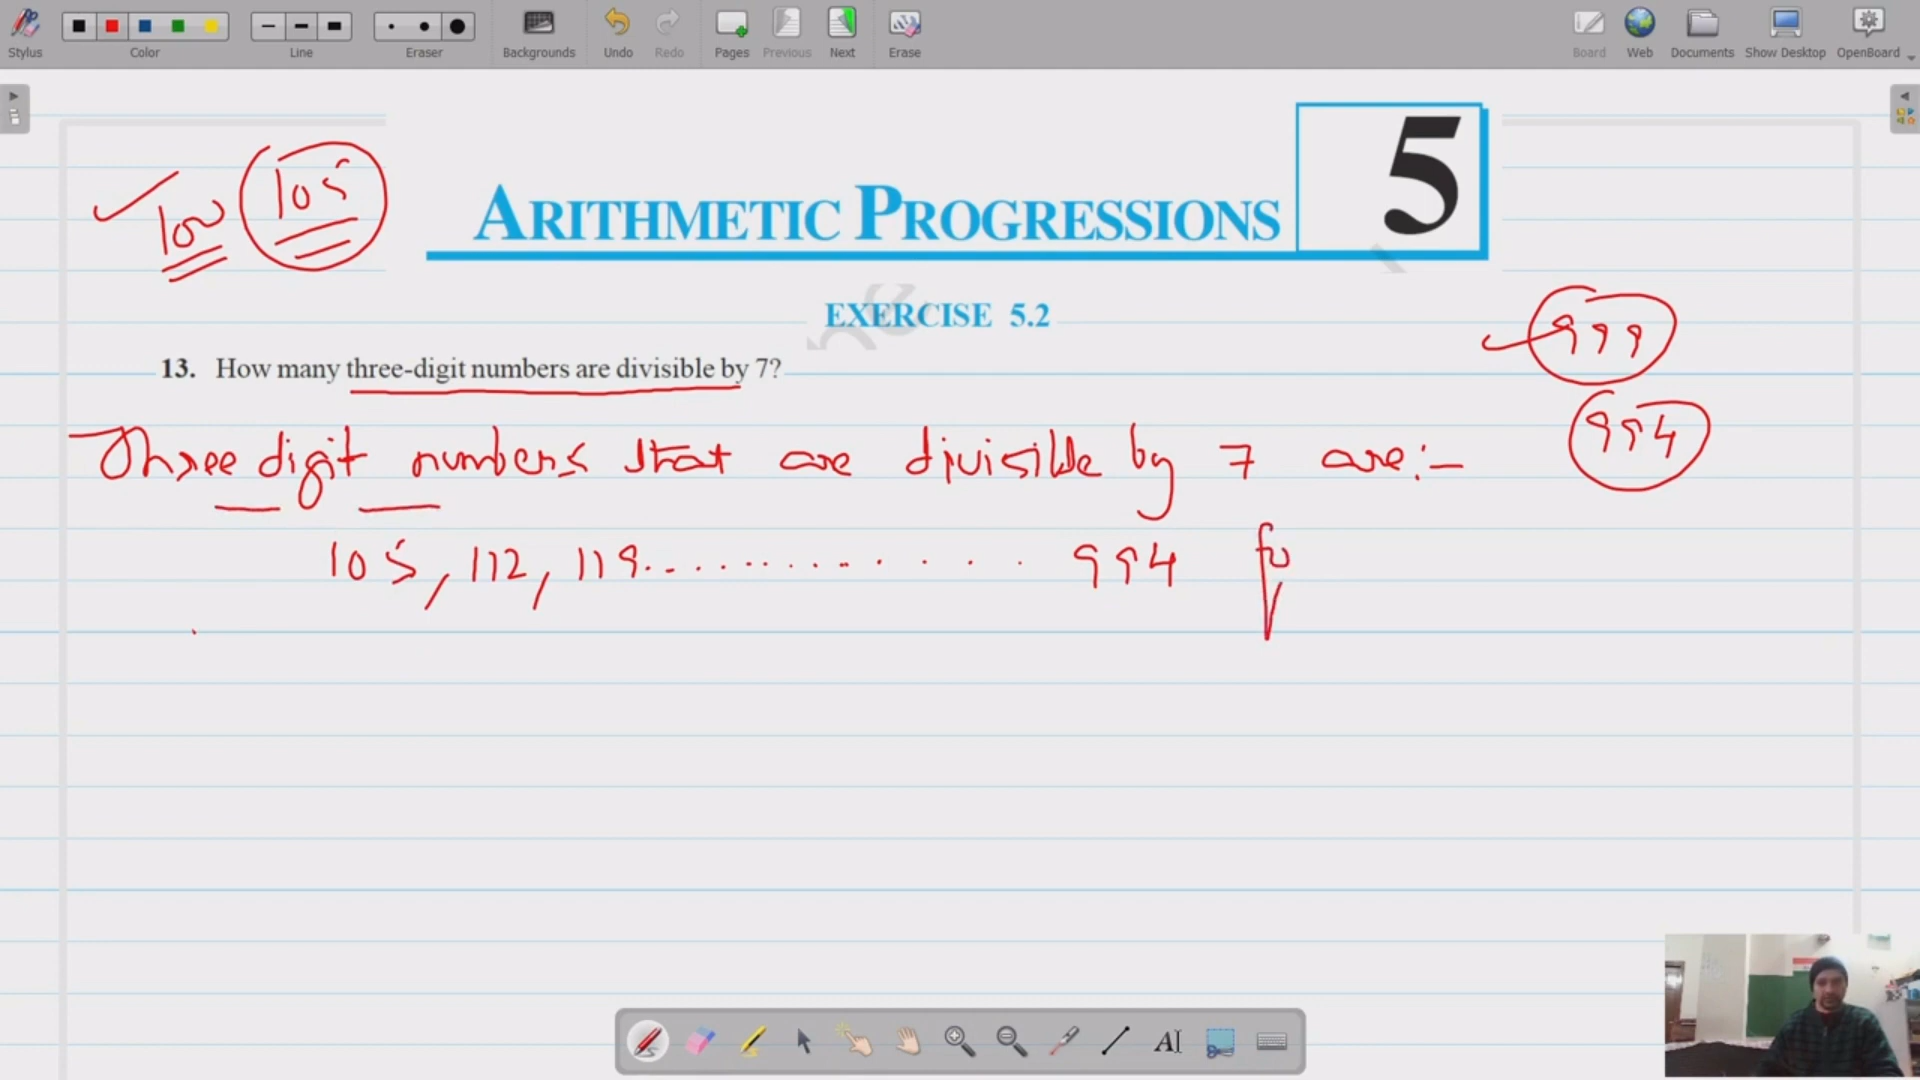 Stylus Color Line Eraser Backgrounds Undo Redo Pages Previous Next Erase Board Web Documents Show Desktop OpenBoard
100 105
ARITHMETIC PROGRESSIONS 5
EXERCISE 5.2
999
13. How many three-digit numbers are divisible by 7?
994
Three digit numbers that are divisible by 7 are:-
105, 112, 119.............. 994 fo